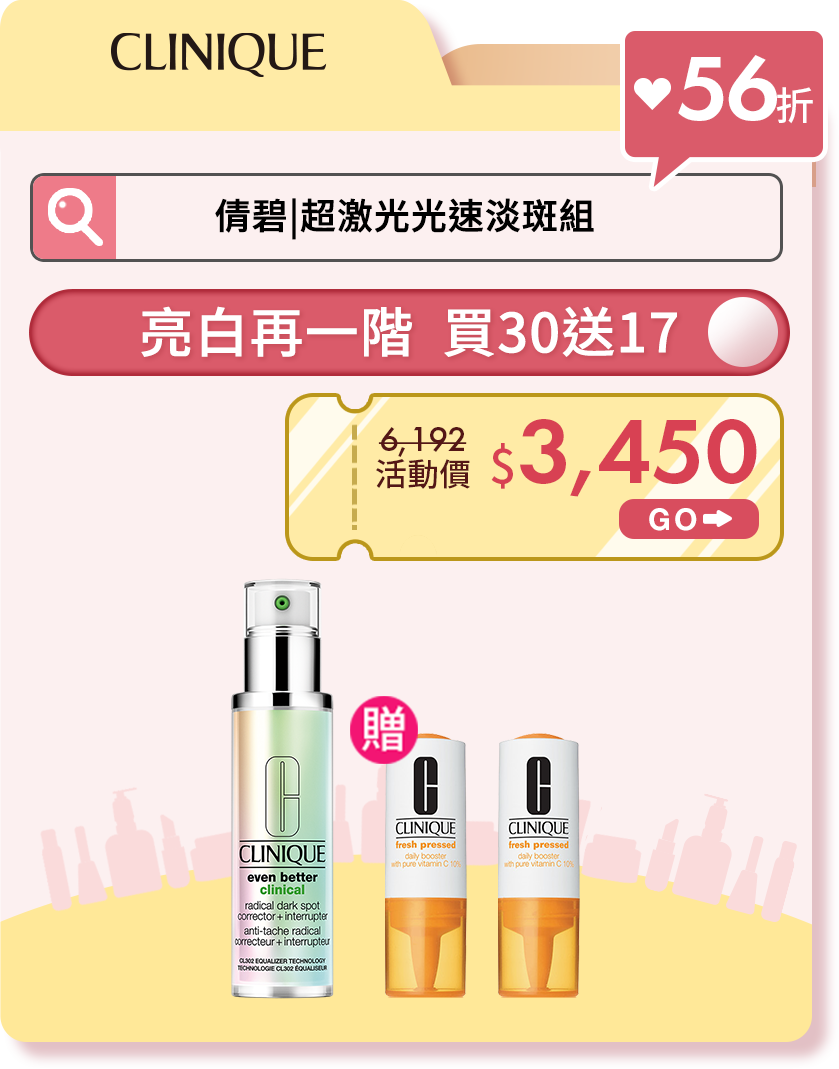 CLINIQUE
56折
倩碧|超激光光速淡斑組
亮白再一階 買30送17
6,192
活動價 $3,450
GO
贈
CLINIQUE
even better
clinical
radical dark spot
corrector + interrupter
anti-tache radical
correcteur + interrupteur
CL302 EQUALIZER TECHNOLOGY
TECHNOLOGIE CL302 ÉQUALISEUR
CLINIQUE
fresh pressed
daily booster
with pure vitamin C 10%
CLINIQUE
fresh pressed
daily booster
with pure vitamin C 10%